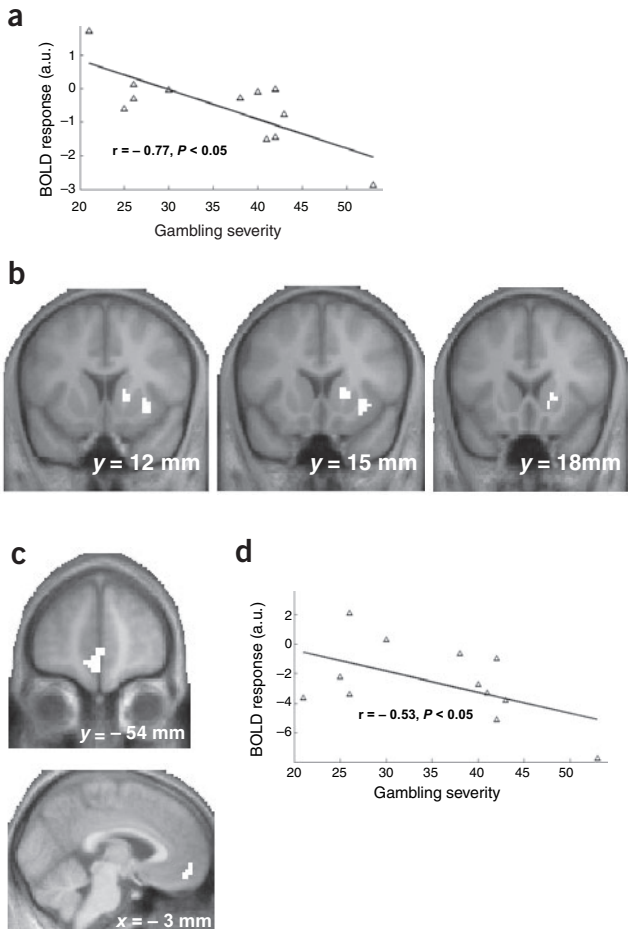 a
BOLD response (a.u.)
1
0
−1
−2
−3
r = – 0.77, P < 0.05
20 25 30 35 40 45 50
Gambling severity
b
y = 12 mm
y = 15 mm
y = 18mm
c
y = – 54 mm
x = – 3 mm
d
BOLD response (a.u.)
2
0
−2
−4
−6
r = – 0.53, P < 0.05
20 25 30 35 40 45 50
Gambling severity